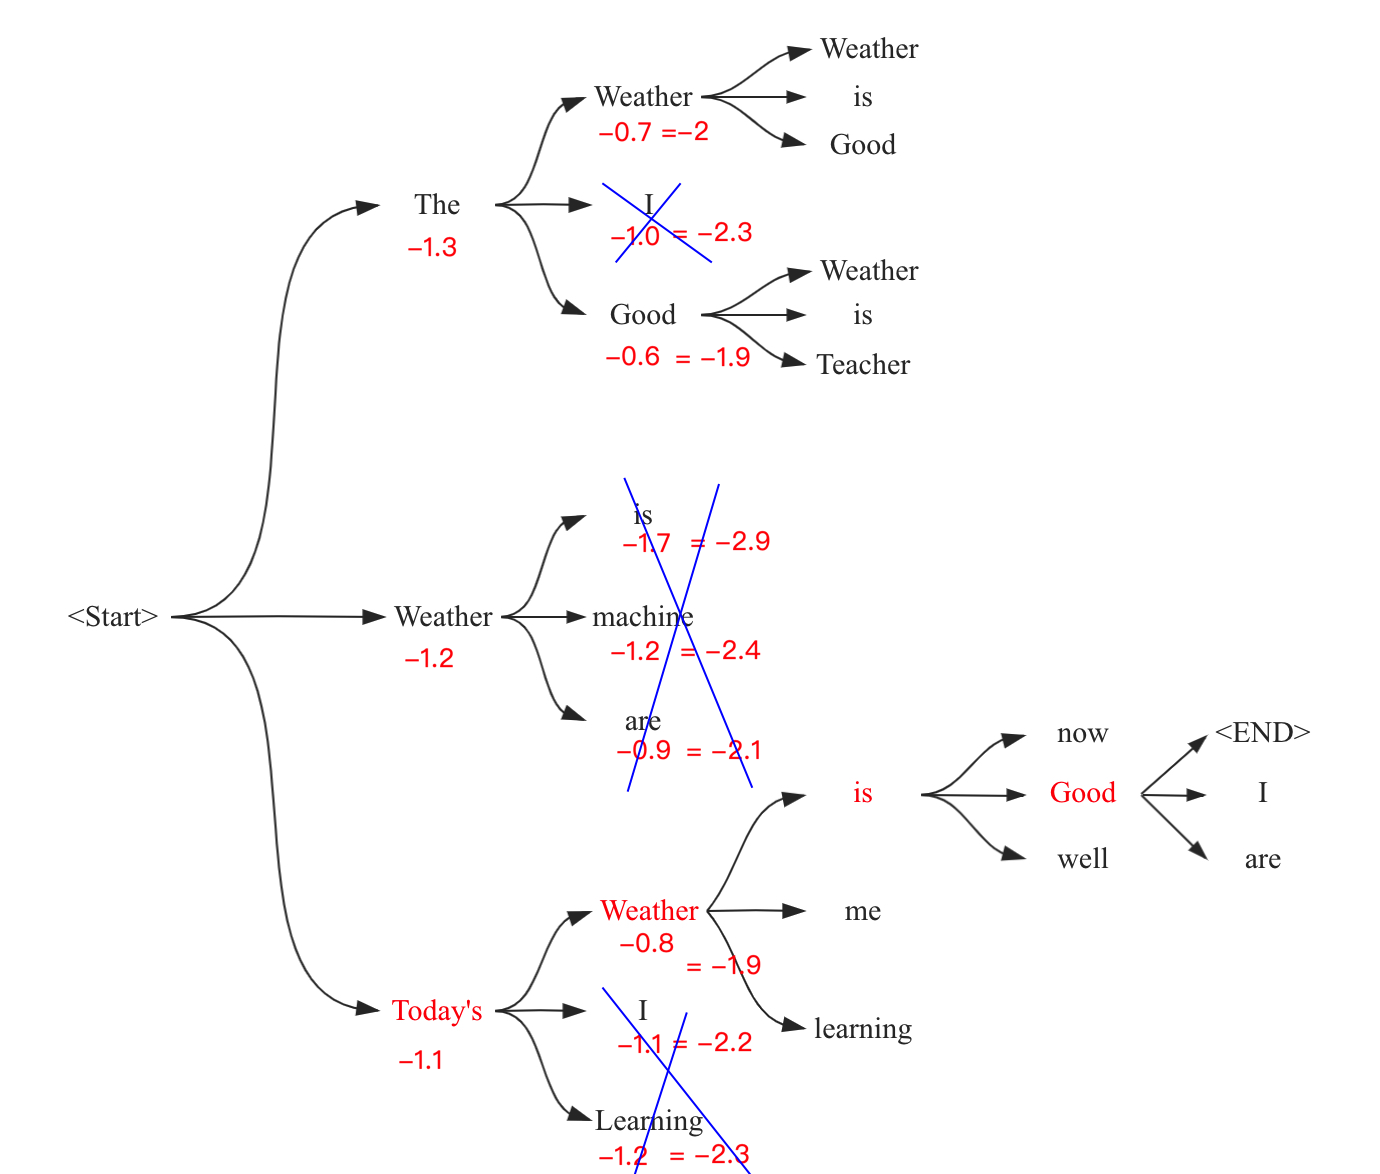 Weather
Weather is
−0.7 =−2
Good
The I
−1.3 −1.0 = −2.3
Weather
Good is
−0.6 = −1.9
Teacher
is
−1.7 = −2.9
<Start> Weather machine
−1.2 −1.2 = −2.4
are
−0.9 = −2.1
now <END>
is Good I
well are
Weather me
−0.8
= −1.9
Today's I learning
−1.1 −1.1 = −2.2
Learning
−1.2 = −2.3